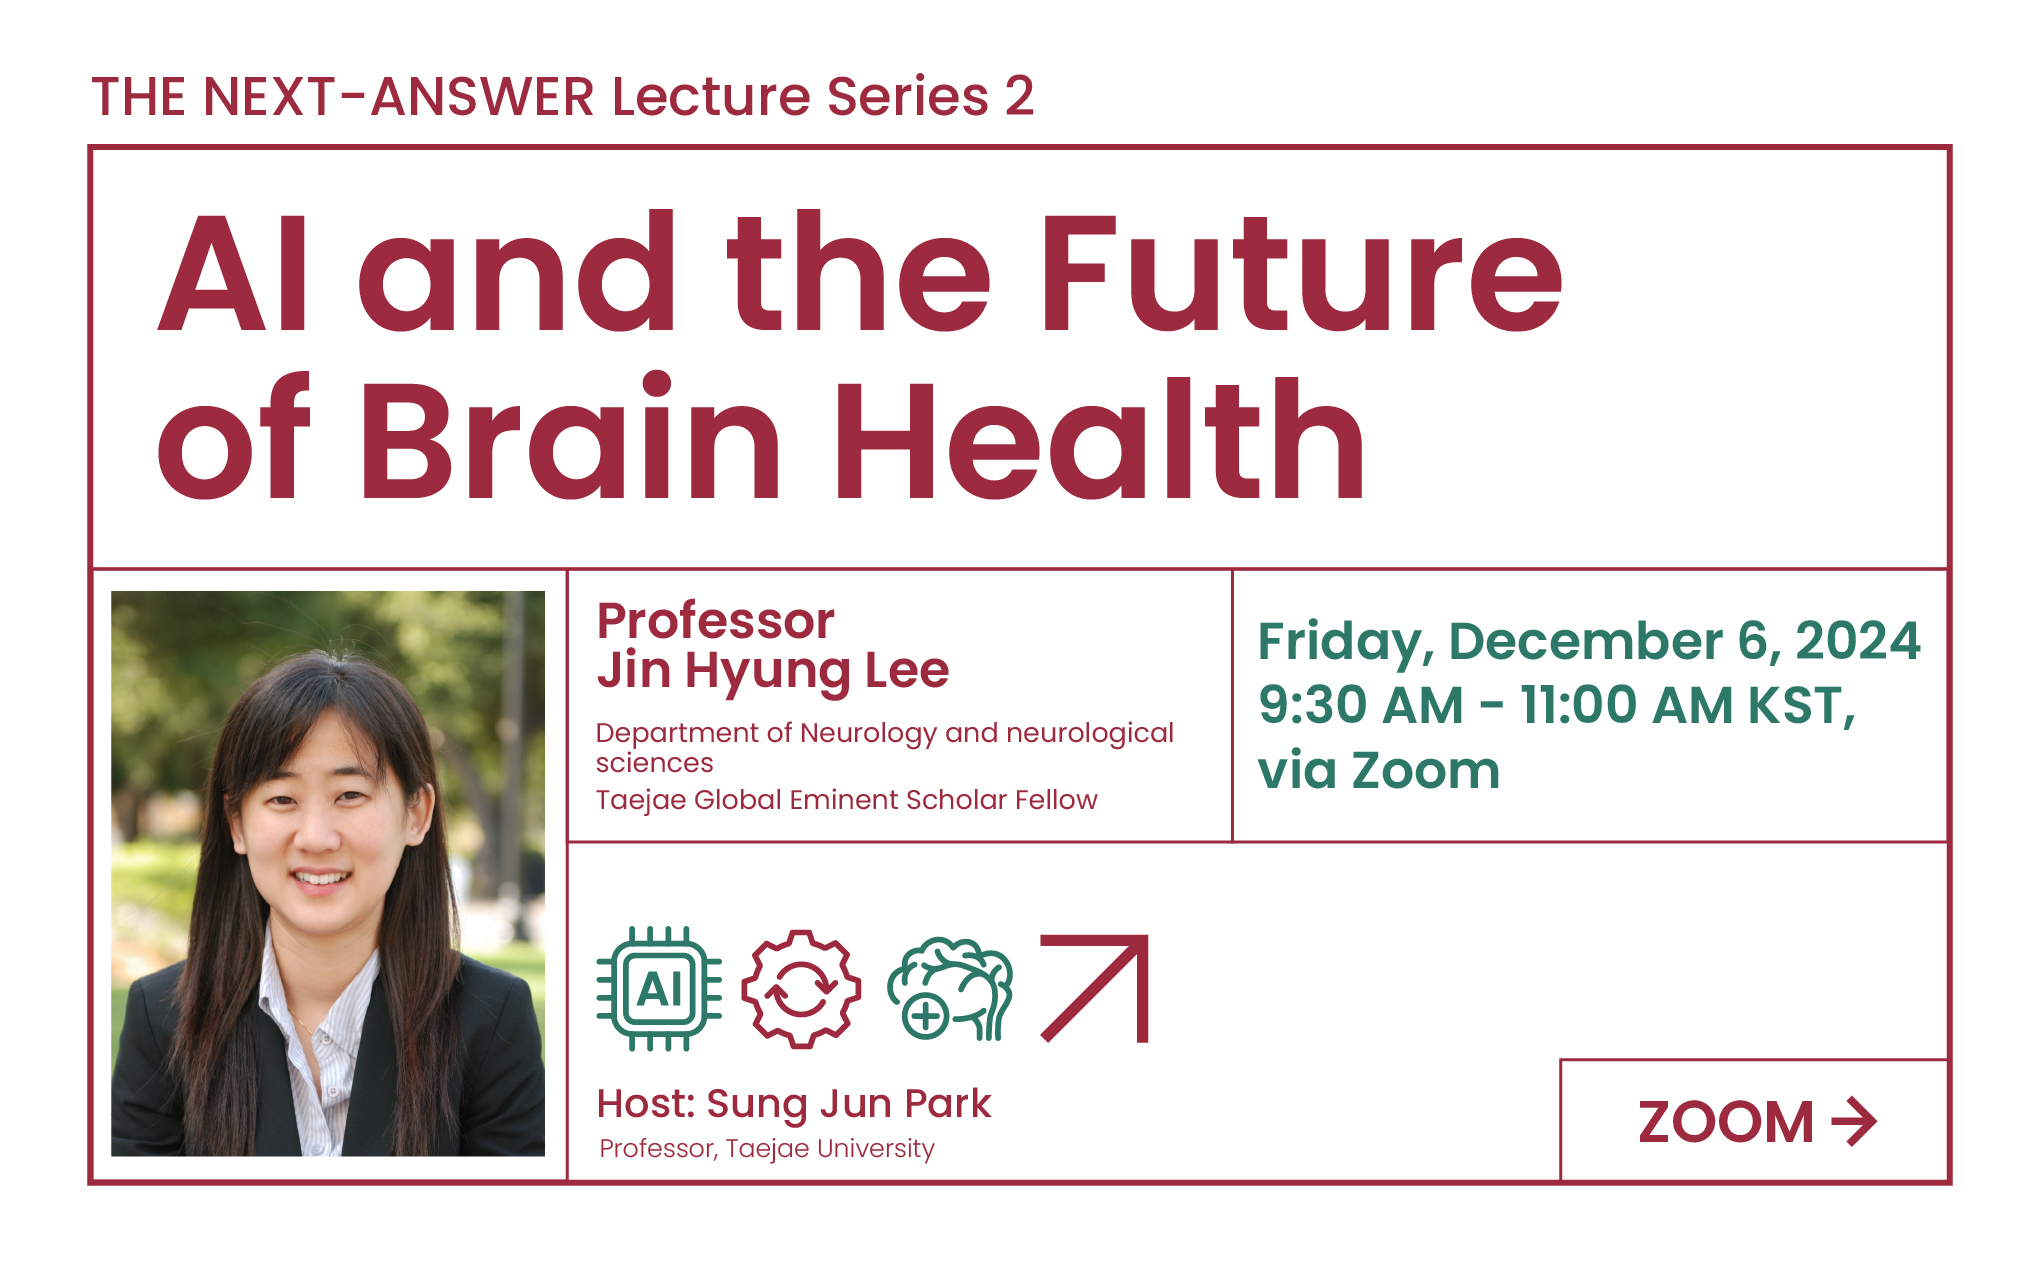 THE NEXT-ANSWER Lecture Series 2
AI and the Future
of Brain Health
Professor
Jin Hyung Lee
Department of Neurology and neurological
sciences
Taejae Global Eminent Scholar Fellow
Friday, December 6, 2024
9:30 AM - 11:00 AM KST,
via Zoom
AI
Host: Sung Jun Park
Professor, Taejae University
ZOOM →